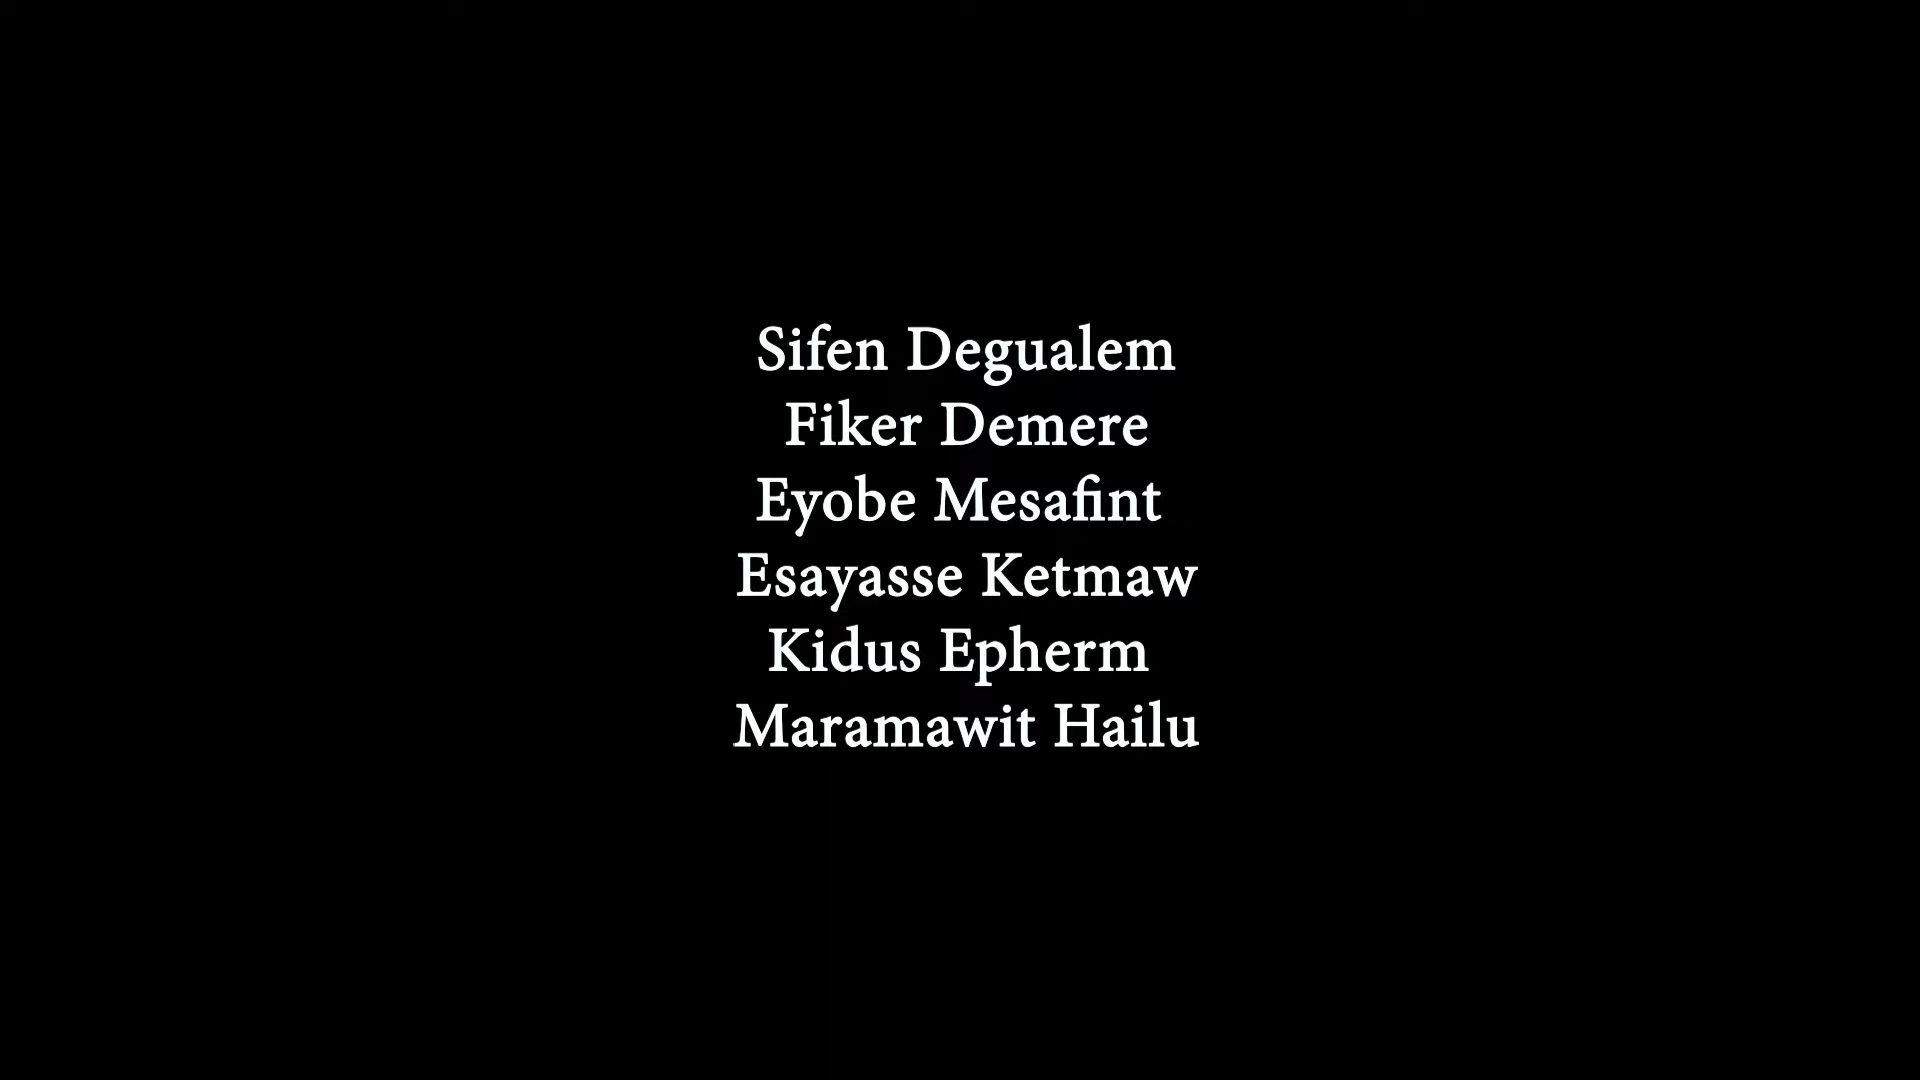 Sifen Degualem
Fiker Demere
Eyobe Mesafint
Esayasse Ketmaw
Kidus Epherm
Maramawit Hailu